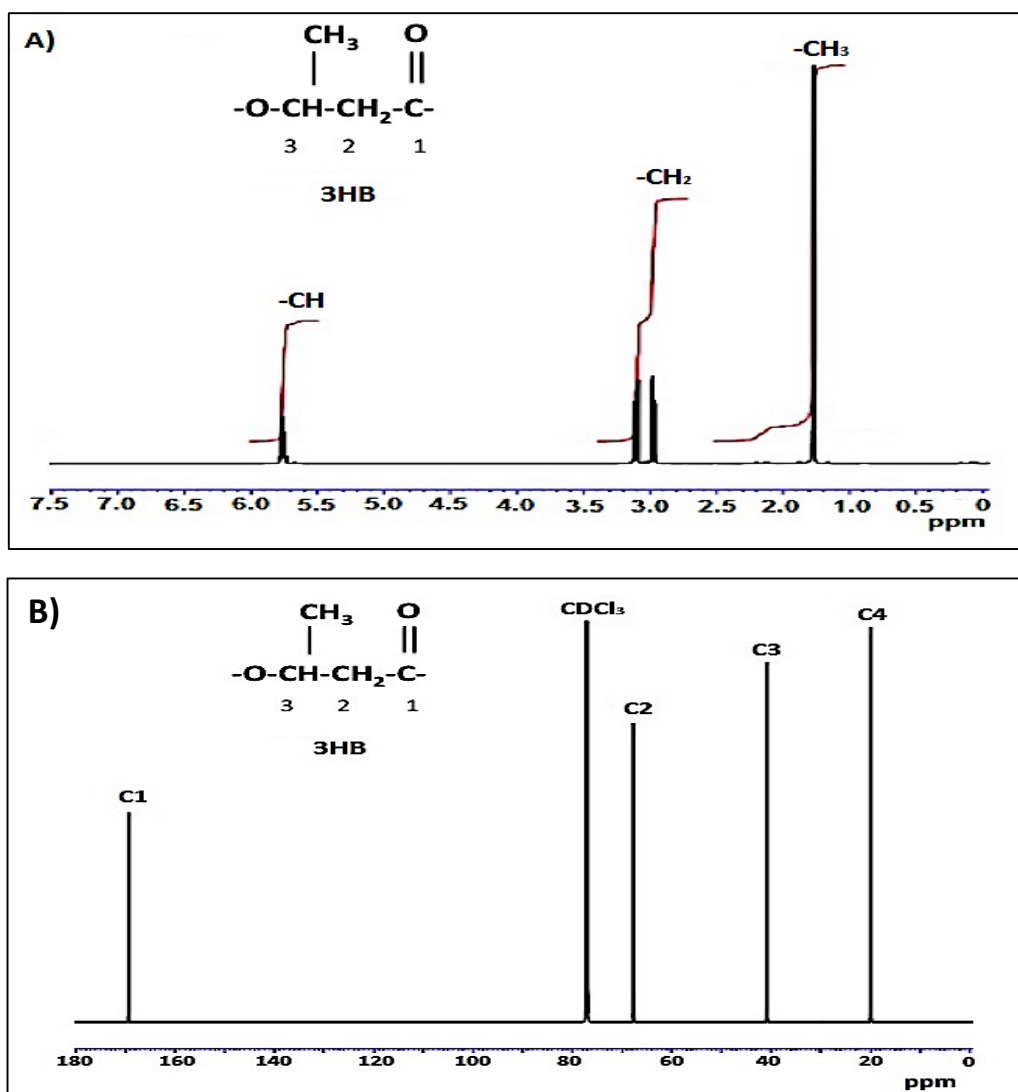 A)
CH₃ O
-O-CH-CH₂-C-
3 2 1
3HB
-CH
-CH₂
-CH₃
7.5 7.0 6.5 6.0 5.5 5.0 4.5 4.0 3.5 3.0 2.5 2.0 1.0 0.5 0
ppm
B)
CH₃ O
-O-CH-CH₂-C-
3 2 1
3HB
C1
CDCl₃
C2
C3
C4
180 160 140 120 100 80 60 40 20 0
ppm